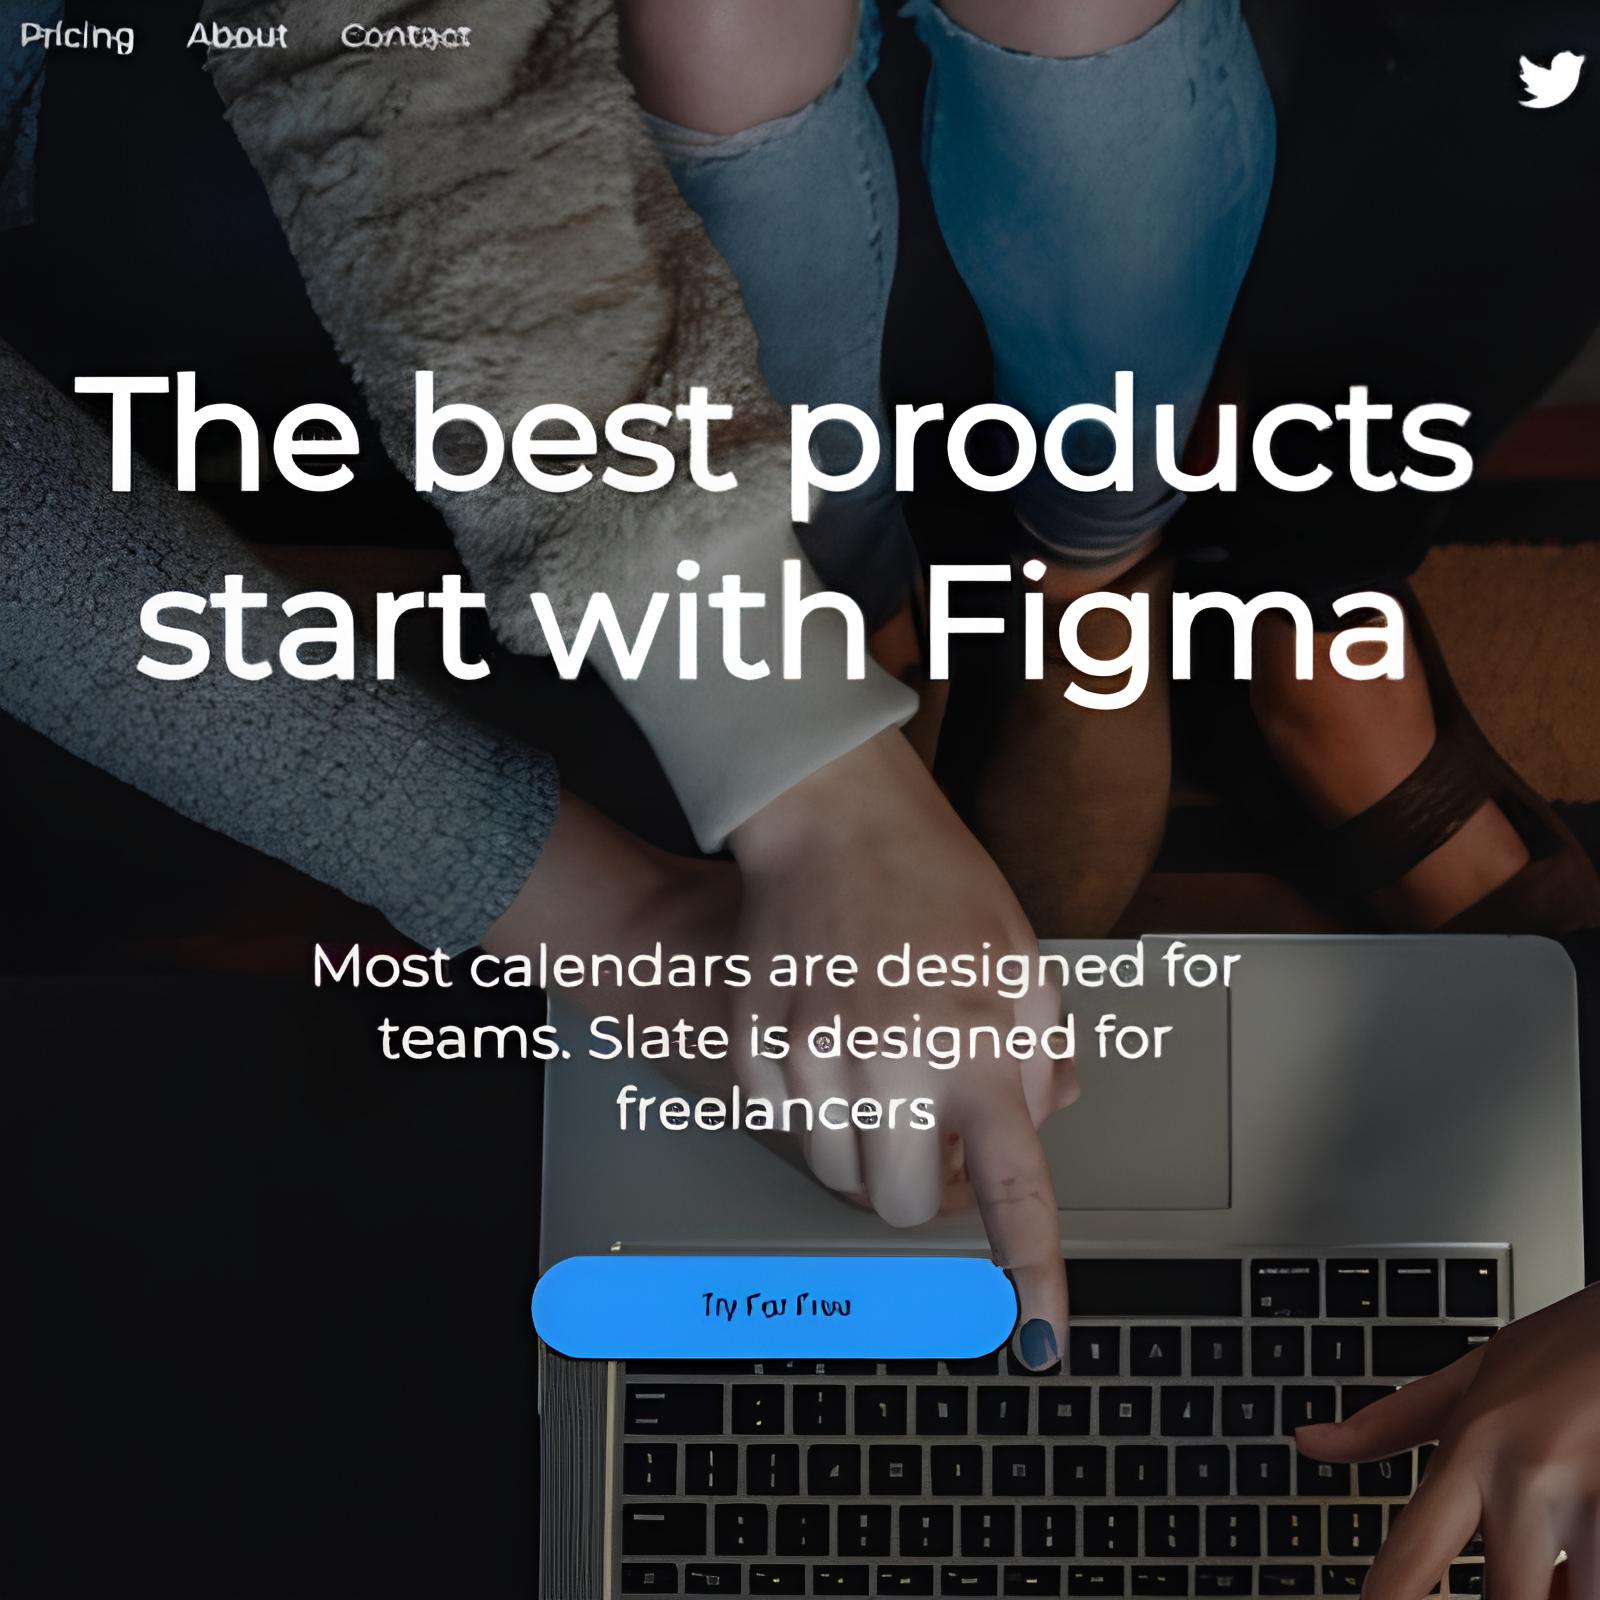 Pricing About Contact
The best products
start with Figma
Most calendars are designed for
teams. Slate is designed for
freelancers
Try For Free